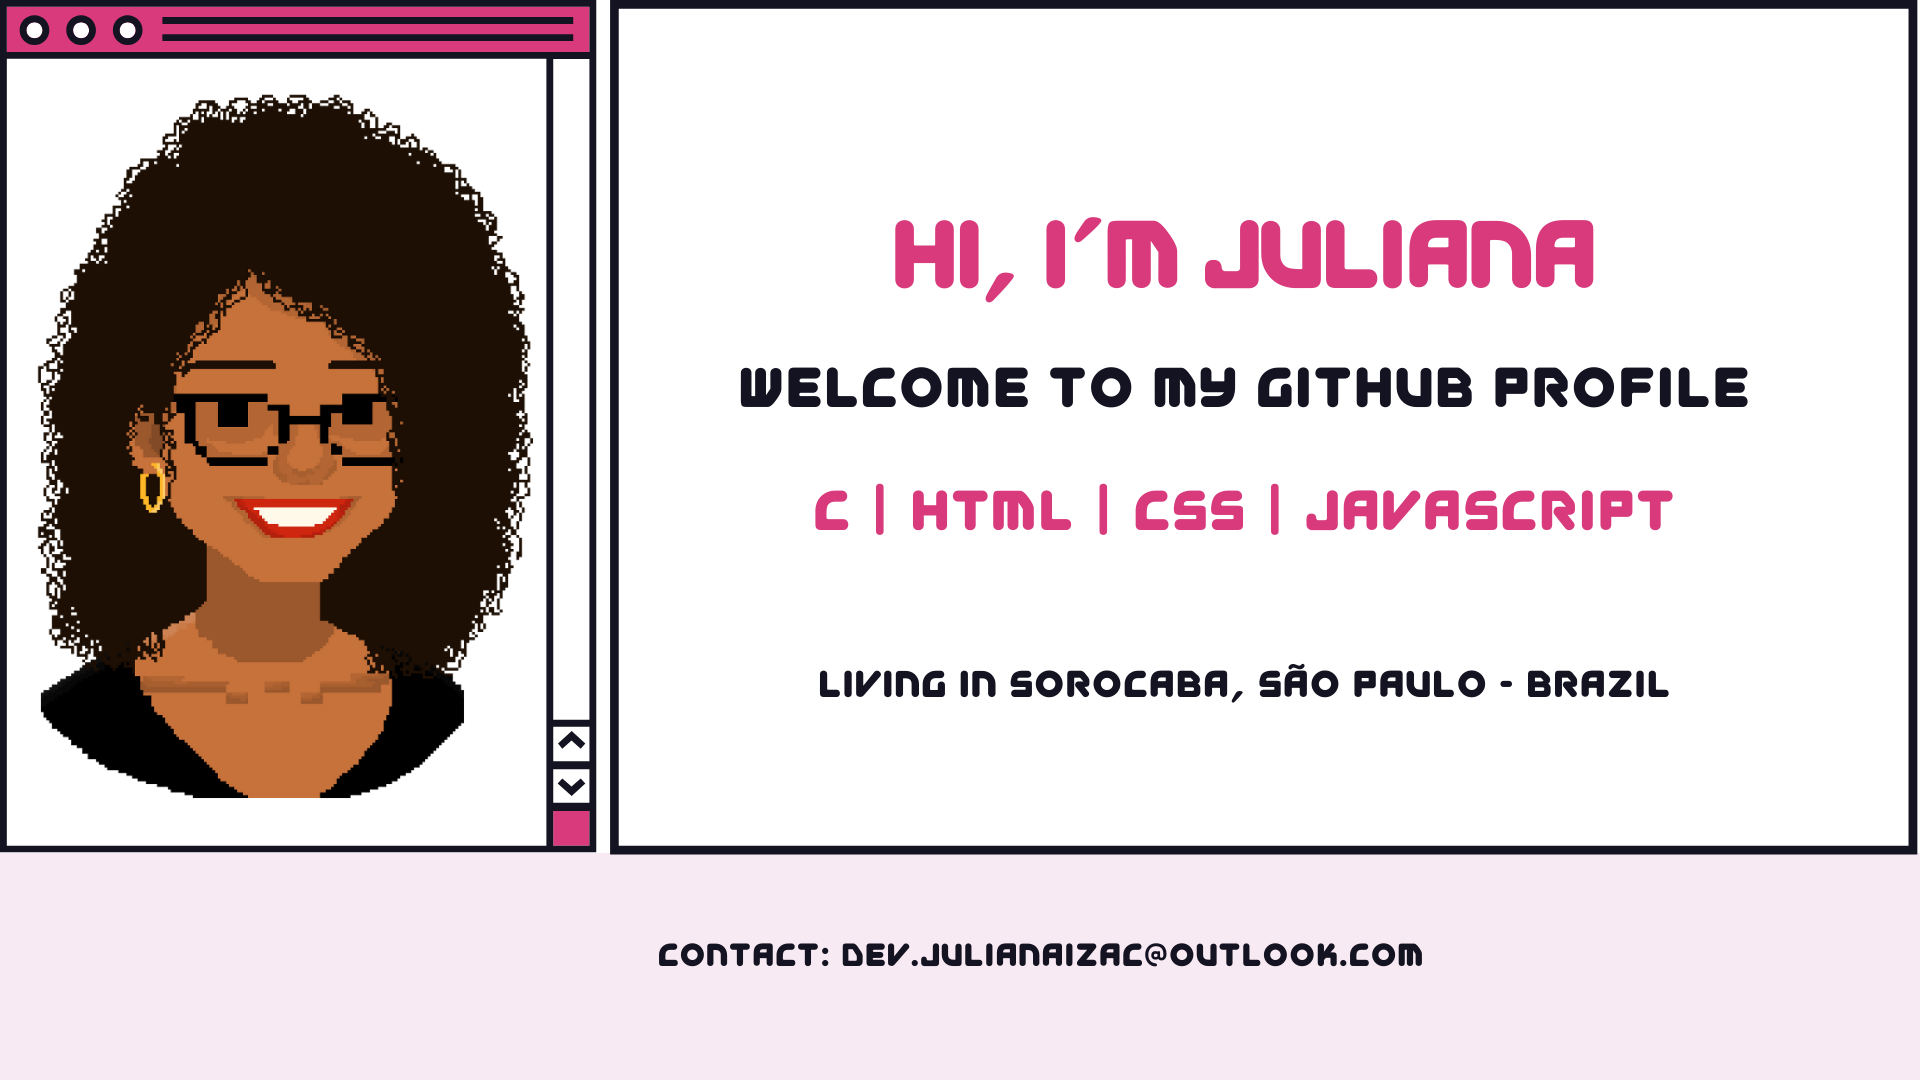 HI, I'M JULIANA
WELCOME TO MY GITHUB PROFILE
C | HTML | CSS | JAVASCRIPT
LIVING IN SOROCABA, SÃO PAULO - BRAZIL
CONTACT: DEV.JULIANAIZAC@OUTLOOK.COM